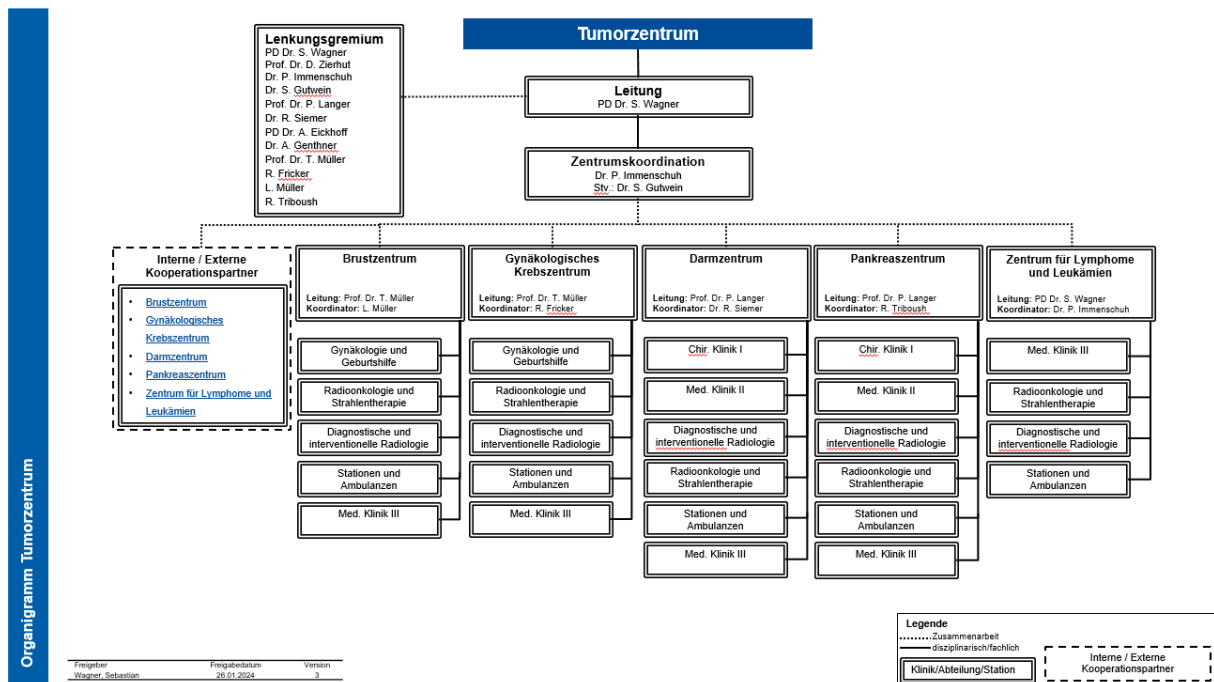 Tumorzentrum
Lenkungsgremium
PD Dr. S. Wagner
Prof. Dr. D. Zierhut
Dr. P. Immenschuh
Dr. S. Gutwein
Prof. Dr. P. Langer
Dr. R. Siemer
PD Dr. A. Eickhoff
Dr. A. Genthner
Prof. Dr. T. Müller
R. Fricker
L. Müller
R. Triboush
Leitung
PD Dr. S. Wagner
Zentrumskoordination
Dr. P. Immenschuh
Stv.: Dr. S. Gutwein
Interne / Externe
Kooperationspartner
• Brustzentrum
• Gynäkologisches
Krebszentrum
• Darmzentrum
• Pankreaszentrum
• Zentrum für Lymphome und
Leukämien
Brustzentrum
Leitung: Prof. Dr. T. Müller
Koordinator: L. Müller
Gynäkologie und
Geburtshilfe
Radioonkologie und
Strahlentherapie
Diagnostische und
interventionelle Radiologie
Stationen und
Ambulanzen
Med. Klinik III
Gynäkologisches
Krebszentrum
Leitung: Prof. Dr. T. Müller
Koordinator: R. Fricker
Gynäkologie und
Geburtshilfe
Radioonkologie und
Strahlentherapie
Diagnostische und
interventionelle Radiologie
Stationen und
Ambulanzen
Med. Klinik III
Darmzentrum
Leitung: Prof. Dr. P. Langer
Koordinator: Dr. R. Siemer
Chir. Klinik I
Med. Klinik II
Diagnostische und
interventionelle Radiologie
Radioonkologie und
Strahlentherapie
Stationen und
Ambulanzen
Med. Klinik III
Pankreaszentrum
Leitung: Prof. Dr. P. Langer
Koordinator: R. Triboush
Chir. Klinik I
Med. Klinik II
Diagnostische und
interventionelle Radiologie
Radioonkologie und
Strahlentherapie
Stationen und
Ambulanzen
Med. Klinik III
Zentrum für Lymphome
und Leukämien
Leitung: PD Dr. S. Wagner
Koordinator: Dr. P. Immenschuh
Med. Klinik III
Radioonkologie und
Strahlentherapie
Diagnostische und
interventionelle Radiologie
Stationen und
Ambulanzen
Organigramm Tumorzentrum
Freigeber Freigabedatum Version
Wagner, Sebastian 26.01.2024 3
Legende
Zusammenarbeit
disziplinarisch/fachlich
Klinik/Abteilung/Station
Interne / Externe
Kooperationspartner